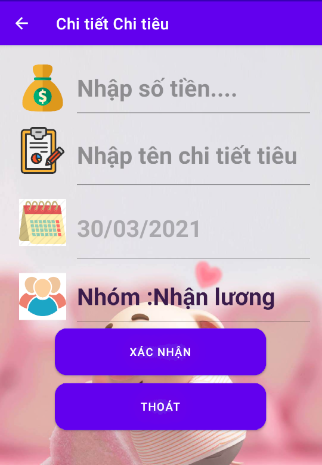 Chi tiết Chi tiêu
Nhập số tiền....
Nhập tên chi tiết tiêu
30/03/2021
Nhóm :Nhận lương
XÁC NHẬN
THOÁT